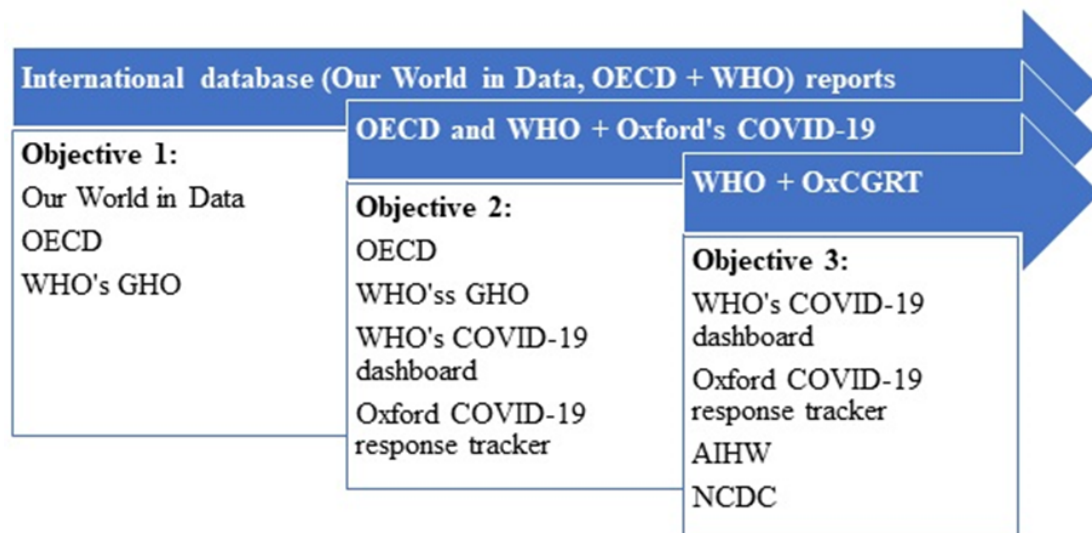 International database (Our World in Data, OECD + WHO) reports
OECD and WHO + Oxford's COVID-19
WHO + OxCGRT
Objective 1:
Our World in Data
OECD
WHO's GHO
Objective 2:
OECD
WHO'ss GHO
WHO's COVID-19
dashboard
Oxford COVID-19
response tracker
Objective 3:
WHO's COVID-19
dashboard
Oxford COVID-19
response tracker
AIHW
NCDC